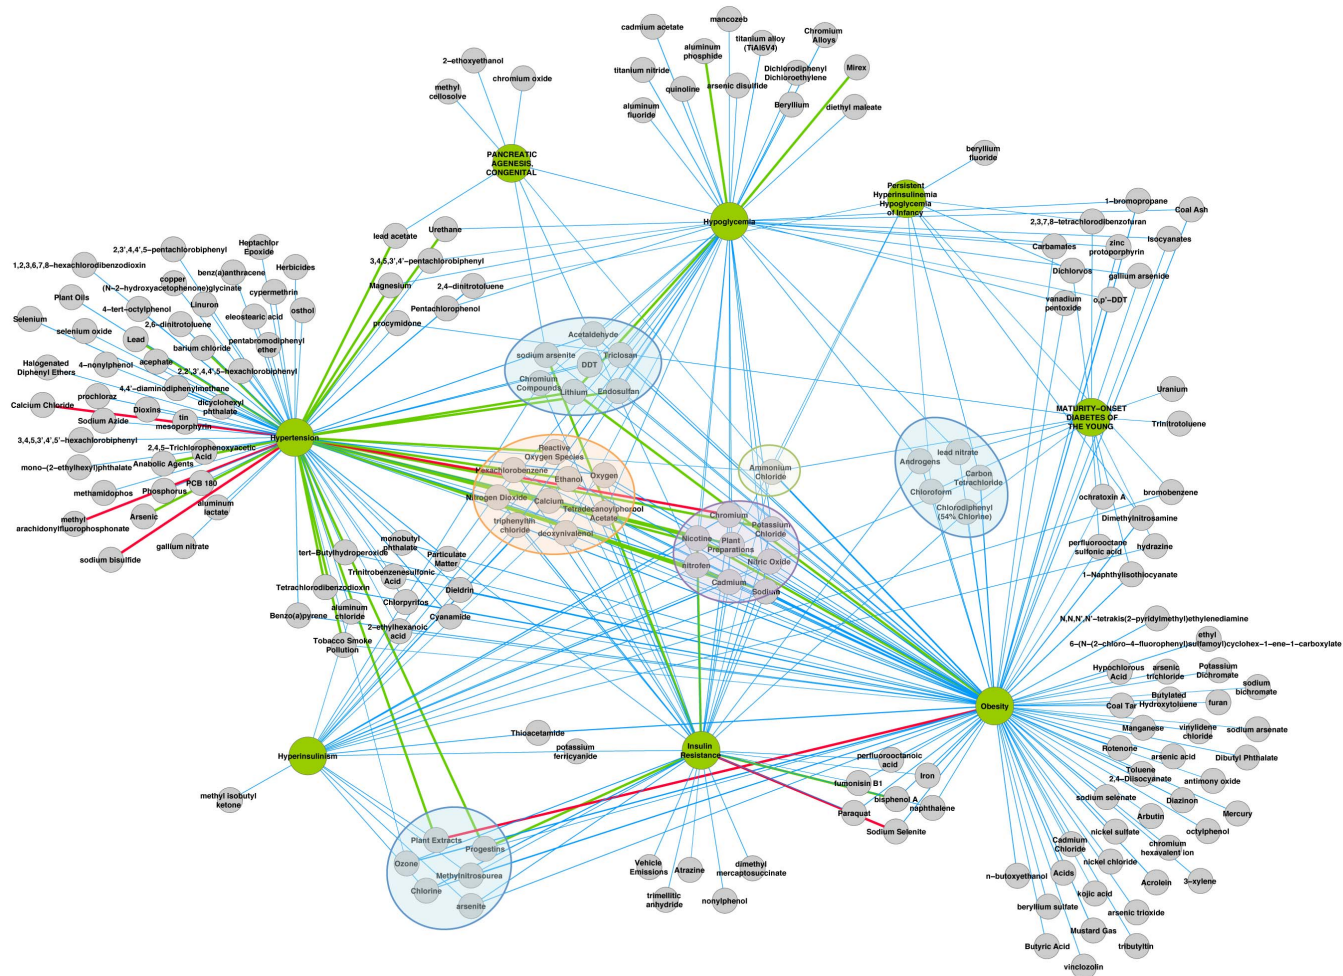 cadmium acetate
mancozeb
aluminum
phosphide
titanium alloy
(TiAl6V4)
Chromium
Alloys
2−ethoxyethanol
chromium oxide
methyl
cellosolve
titanium nitride
quinoline
arsenic disulfide
Dichlorodiphenyl
Dichloroethylene
Mirex
aluminum
fluoride
Beryllium
diethyl maleate
PANCREATIC
AGENESIS,
CONGENITAL
beryllium
fluoride
Persistent
Hyperinsulinemia
Hypoglycemia
of Infancy
Hypoglycemia
1−bromopropane
Coal Ash
2,3,7,8−tetrachlorodibenzofuran
Carbamates
zinc
protoporphyrin
Isocyanates
Dichlorvos
gallium arsenide
vanadium
pentoxide
o,p'−DDT
lead acetate
Urethane
3,4,5,3',4'−pentachlorobiphenyl
Magnesium
2,4−dinitrotoluene
Pentachlorophenol
procymidone
2,3',4,4',5−pentachlorobiphenyl
Heptachlor
Epoxide
1,2,3,6,7,8−hexachlorodibenzodioxin
copper
benz(a)anthracene
Herbicides
(N−2−hydroxyacetophenone)glycinate
cypermethrin
Plant Oils
4−tert−octylphenol
Linuron
eleostearic acid
osthol
Selenium
selenium oxide
2,6−dinitrotoluene
Lead
barium chloride
pentabromodiphenyl
ether
Halogenated
Diphenyl Ethers
4−nonylphenol
acephate
2,2',3',4,4',5−hexachlorobiphenyl
4,4'−diaminodiphenylmethane
Calcium Chloride
prochloraz
Dioxins
dicyclohexyl
phthalate
Sodium Azide
tin
mesoporphyrin
Hypertension
3,4,5,3',4',5'−hexachlorobiphenyl
2,4,5−Trichlorophenoxyacetic
Acid
mono−(2−ethylhexyl)phthalate
Anabolic Agents
methamidophos
Phosphorus
PCB 180
methyl
arachidonylfluorophosphonate
Arsenic
aluminum
lactate
sodium bisulfide
gallium nitrate
Acetaldehyde
sodium arsenite
Triclosan
DDT
Chromium
Compounds
Lithium
Endosulfan
Reactive
Oxygen Species
Hexachlorobenzene
Ethanol
Oxygen
Nitrogen Dioxide
Calcium
Tetradecanoylphorbol
Acetate
triphenyltin
chloride
deoxynivalenol
Ammonium
Chloride
Chromium
Potassium
Chloride
Nicotine
Plant
Preparations
nitrofen
Nitric Oxide
Cadmium
Sodium
lead nitrate
Androgens
Carbon
Tetrachloride
Chloroform
Chlorodiphenyl
(54% Chlorine)
MATURITY−ONSET
DIABETES OF
THE YOUNG
Uranium
Trinitrotoluene
ochratoxin A
bromobenzene
Dimethylnitrosamine
perfluorooctane
sulfonic acid
hydrazine
1−Naphthylisothiocyanate
tert−Butylhydroperoxide
monobutyl
phthalate
Particulate
Matter
Trinitrobenzenesulfonic
Acid
Tetrachlorodibenzodioxin
Dieldrin
Chlorpyrifos
Benzo(a)pyrene
aluminum
chloride
Cyanamide
2−ethylhexanoic
acid
Tobacco Smoke
Pollution
N,N,N',N'−tetrakis(2−pyridylmethyl)ethylenediamine
ethyl
6−(N−(2−chloro−4−fluorophenyl)sulfamoyl)cyclohex−1−ene−1−carboxylate
Hypochlorous
Acid
arsenic
trichloride
Potassium
Dichromate
sodium
bichromate
Obesity
Coal Tar
Butylated
Hydroxytoluene
furan
Manganese
vinylidene
chloride
sodium arsenate
Rotenone
arsenic acid
Dibutyl Phthalate
Toluene
2,4−Diisocyanate
antimony oxide
sodium selenate
Diazinon
Arbutin
Mercury
nickel sulfate
octylphenol
Cadmium
Chloride
chromium
hexavalent ion
nickel chloride
n−butoxyethanol
Acids
Acrolein
3−xylene
kojic acid
beryllium sulfate
arsenic trioxide
Mustard Gas
Butyric Acid
tributyltin
vinclozolin
Thioacetamide
potassium
ferricyanide
Insulin
Resistance
Hyperinsulinism
methyl isobutyl
ketone
perfluorooctanoic
acid
fumonisin B1
Iron
bisphenol A
naphthalene
Paraquat
Sodium Selenite
Plant Extracts
Progestins
Ozone
Methylnitrosourea
Chlorine
arsenite
Vehicle
Emissions
Atrazine
dimethyl
mercaptosuccinate
trimellitic
anhydride
nonylphenol